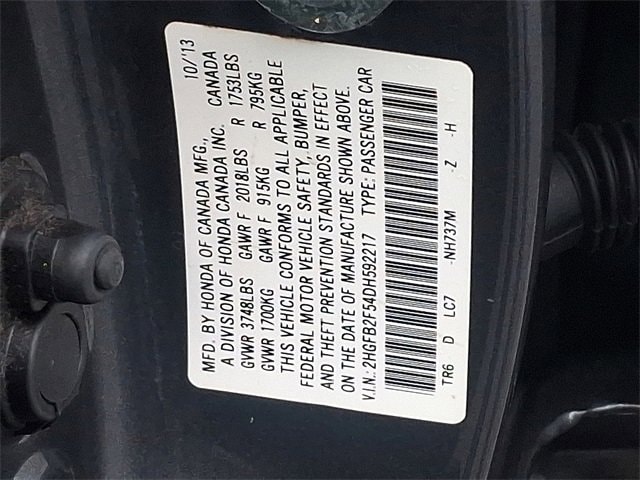 MFD. BY HONDA OF CANADA MFG., 10/'13
A DIVISION OF HONDA CANADA INC. CANADA
GVWR 3748LBS GAWR F 2018LBS R 1753LBS
GVWR 1700KG GAWR F 915KG R 795KG
THIS VEHICLE CONFORMS TO ALL APPLICABLE
FEDERAL MOTOR VEHICLE SAFETY, BUMPER,
AND THEFT PREVENTION STANDARDS IN EFFECT
ON THE DATE OF MANUFACTURE SHOWN ABOVE.
V.I.N.: 2HGFB2F54DH592217 TYPE: PASSENGER CAR
TR6 D LC7 -NH737M -Z -H